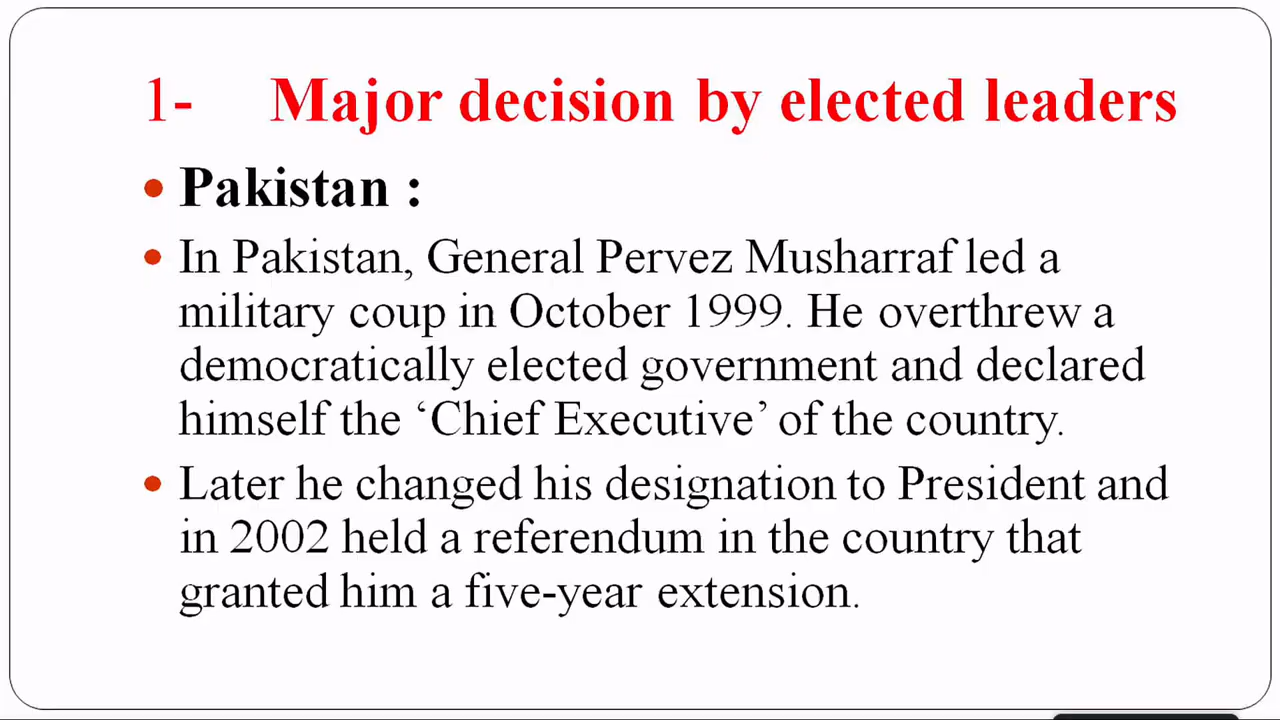 1- Major decision by elected leaders
• Pakistan :
• In Pakistan, General Pervez Musharraf led a
military coup in October 1999. He overthrew a
democratically elected government and declared
himself the ‘Chief Executive’ of the country.
• Later he changed his designation to President and
in 2002 held a referendum in the country that
granted him a five-year extension.